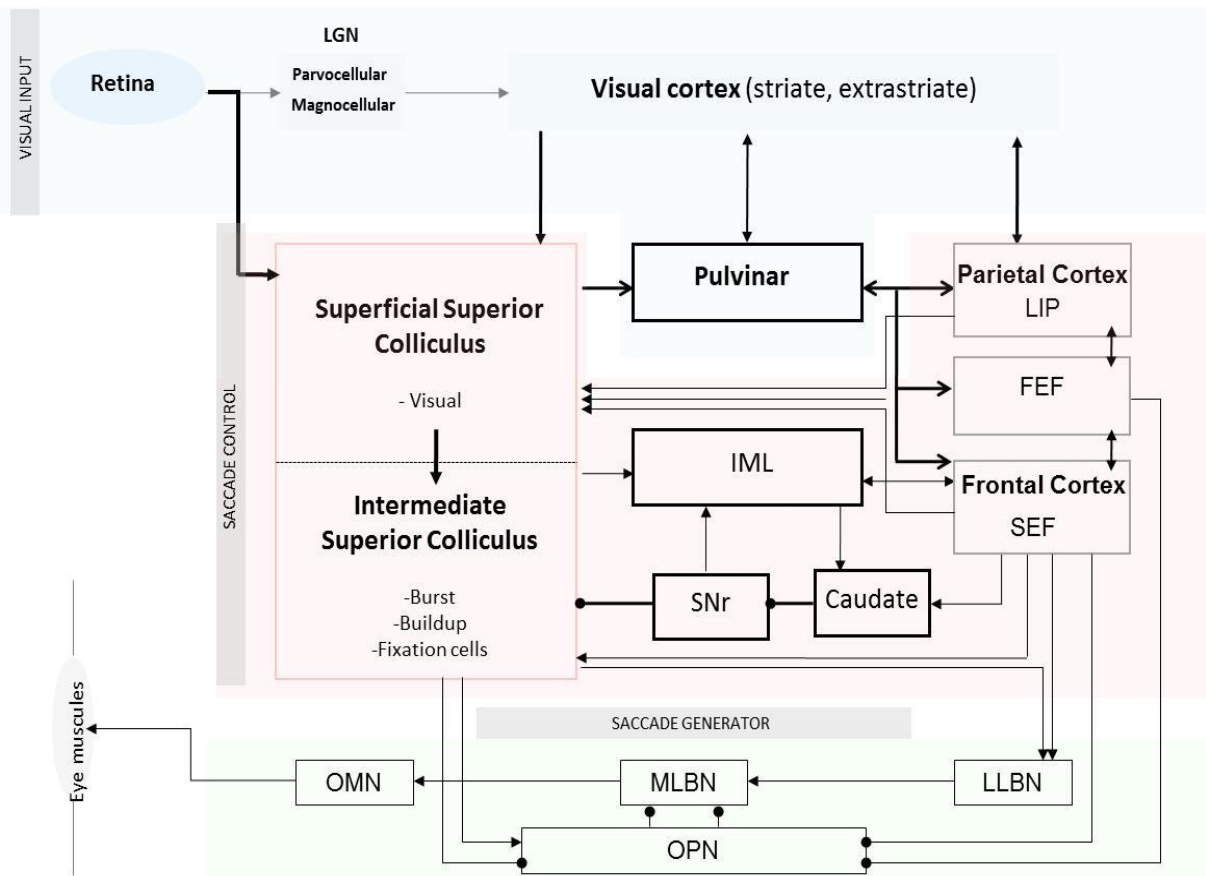 VISUAL INPUT
LGN
Retina
Parvocellular
Magnocellular
Visual cortex (striate, extrastriate)
SACCADE CONTROL
Superficial Superior
Colliculus
- Visual
Intermediate
Superior Colliculus
-Burst
-Buildup
-Fixation cells
Pulvinar
Parietal Cortex
LIP
FEF
IML
Frontal Cortex
SEF
SNr
Caudate
SACCADE GENERATOR
Eye muscules
OMN
MLBN
LLBN
OPN